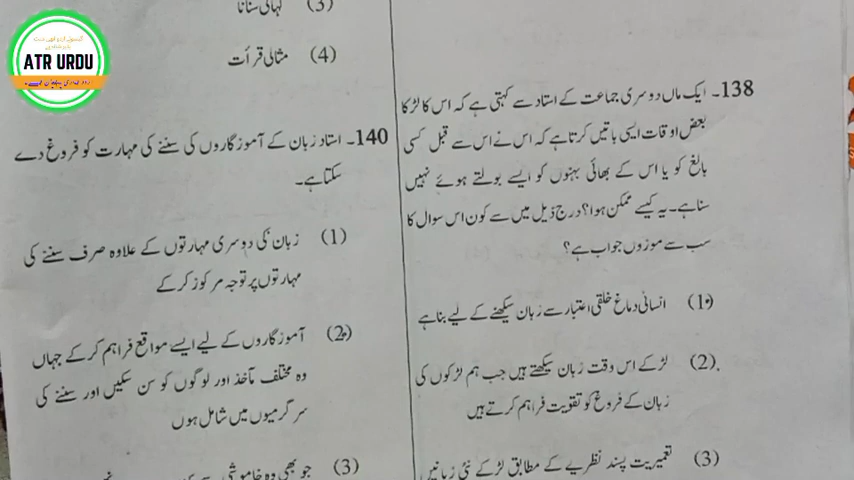 ATR URDU
138۔ ایک ماں دوسری جماعت کے استاد سے کہتی ہے کہ اس کا لڑکا
بعض اوقات ایسی باتیں کرتا ہے کہ اس نے اس سے قبل کسی
بالغ کو یا اس کے بھائی بہنوں کو ایسے بولتے ہوئے نہیں
سنا ہے۔ یہ کیسے ممکن ہوا؟ درج ذیل میں سے کون اس سوال کا
سب سے موزوں جواب ہے؟
(1) انسانی دماغ خلقی اعتبار سے زبان سیکھنے کے لیے بنا ہے
(2) لڑکے اس وقت زبان سیکھتے ہیں جب ہم لڑکوں کی
زبان کے فروغ کو تقویت فراہم کرتے ہیں
(3) تعمیریت پسند نظریے کے مطابق لڑکے نئی زبانیں
(3) کہانی سنانا
(4) مثالی قرأت
140۔ استاد زبان کے آموزگاروں کی سننے کی مہارت کو فروغ دے
سکتا ہے۔
(1) زبان کی دوسری مہارتوں کے علاوہ صرف سننے کی
مہارتوں پر توجہ مرکوز کرکے
(2) آموزگاروں کے لیے ایسے مواقع فراہم کرکے جہاں
وہ مختلف مآخذ اور لوگوں کو سن سکیں اور سننے کی
سرگرمیوں میں شامل ہوں
(3) جو بھی وہ خاموشی سے